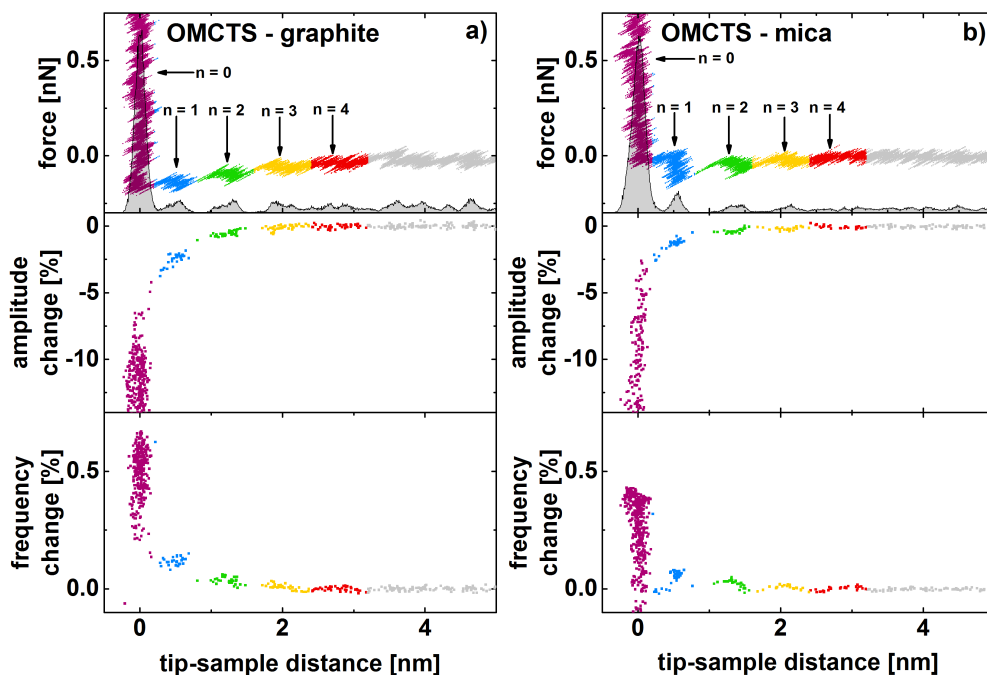 OMCTS - graphite a)
n = 0
n = 1 n = 2 n = 3 n = 4
force [nN]
0.5
0.0
amplitude change [%]
0
-5
-10
frequency change [%]
0.5
0.0
0 2 4
tip-sample distance [nm]
OMCTS - mica b)
n = 0
n = 1 n = 2 n = 3 n = 4
force [nN]
0.5
0.0
amplitude change [%]
0
-5
-10
frequency change [%]
0.5
0.0
0 2 4
tip-sample distance [nm]